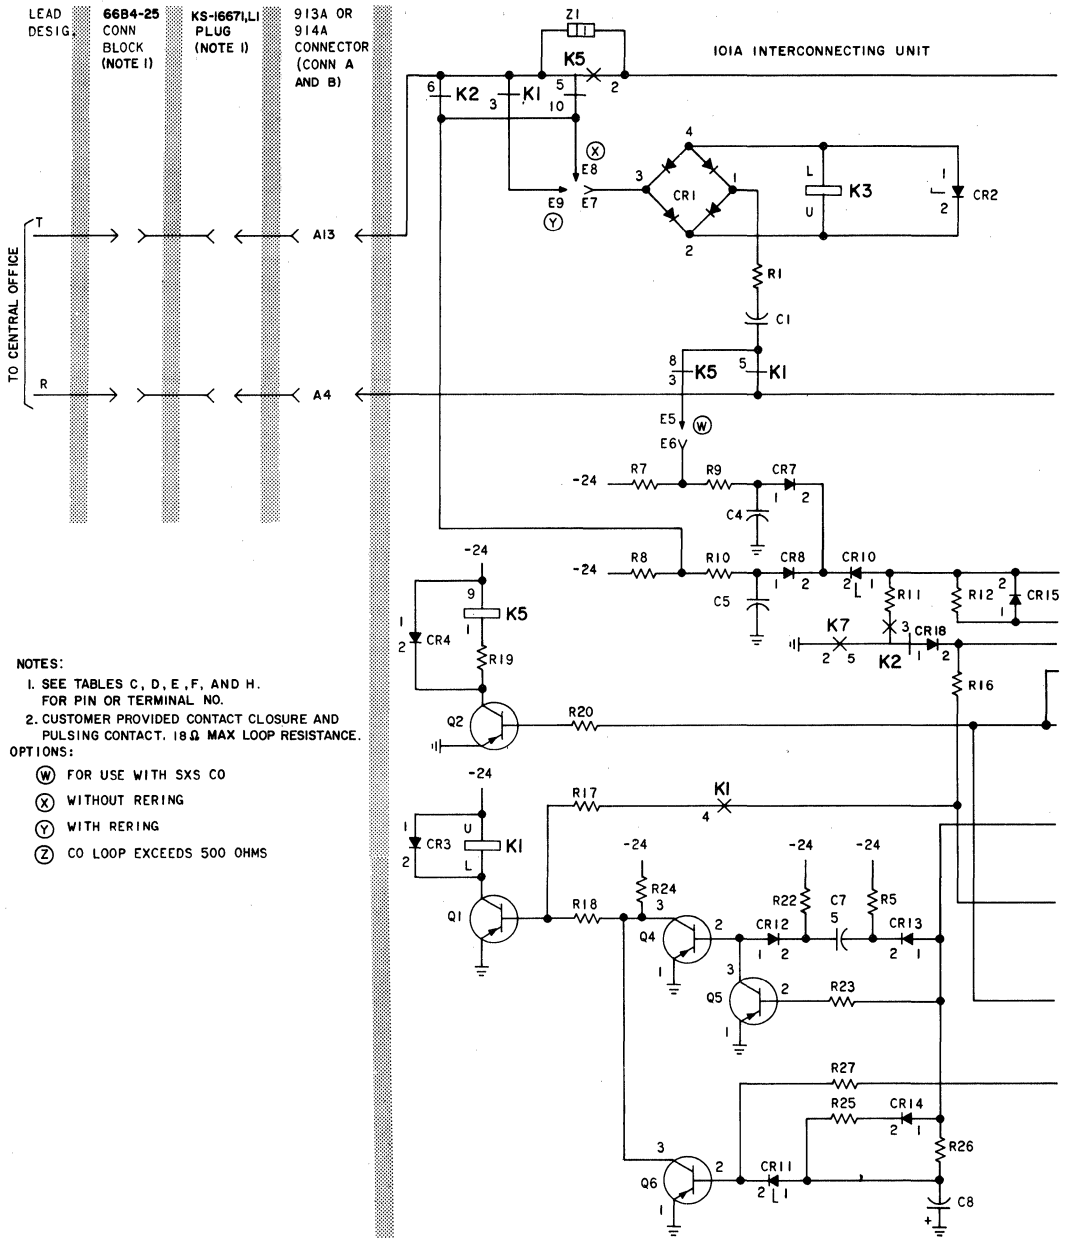 LEAD
DESIG.
66B4-25
CONN
BLOCK
(NOTE 1)
KS-16671,L1
PLUG
(NOTE 1)
913A OR
914A
CONNECTOR
(CONN A
AND B)
Z1
101A INTERCONNECTING UNIT
K5
6 K2
3 K1
5
10
2
X
E8
E9 E7
Y
4
3 CR1 1
2
L
K3
U
1
2
CR2
TO CENTRAL OFFICE
T
A13
R
A4
R1
C1
8
3 K5
5 K1
E5
W
E6
-24 R7 R9 CR7
1 2
C4
-24 R8 R10 CR8 CR10
1 2 2 L 1
C5
R11 R12 2
1 CR15
K7
2 5
3
K2
CR18
1 2
R16
-24
9
K5
1
1
2 CR4
R19
Q2
R20
NOTES:
1. SEE TABLES C, D, E, F, AND H.
FOR PIN OR TERMINAL NO.
2. CUSTOMER PROVIDED CONTACT CLOSURE AND
PULSING CONTACT. 18Ω MAX LOOP RESISTANCE.
OPTIONS:
W FOR USE WITH SXS CO
X WITHOUT RERING
Y WITH RERING
Z CO LOOP EXCEEDS 500 OHMS
-24
R17
K1
4
1
2 CR3
U
K1
L
-24 -24 -24
R24
R22 C7 R5
5
Q1
R18
3
Q4
2
1
CR12
1 2
CR13
2 1
3
Q5
2
1
R23
R27
R25 CR14
2 1
R26
3
Q6
2
1
CR11
2 L 1
C8
+